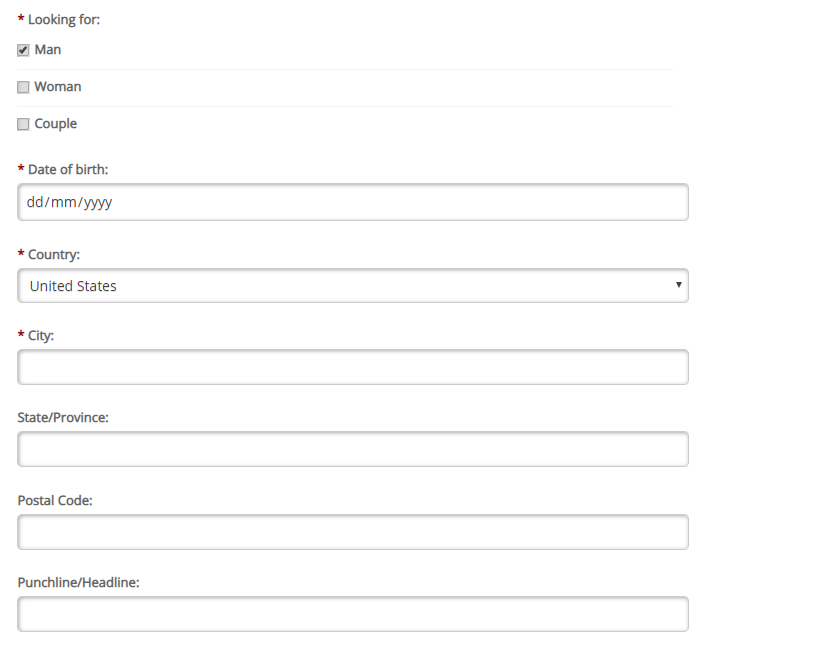 * Looking for:
Man
Woman
Couple
* Date of birth:
dd/mm/yyyy
* Country:
United States
* City:
State/Province:
Postal Code:
Punchline/Headline: